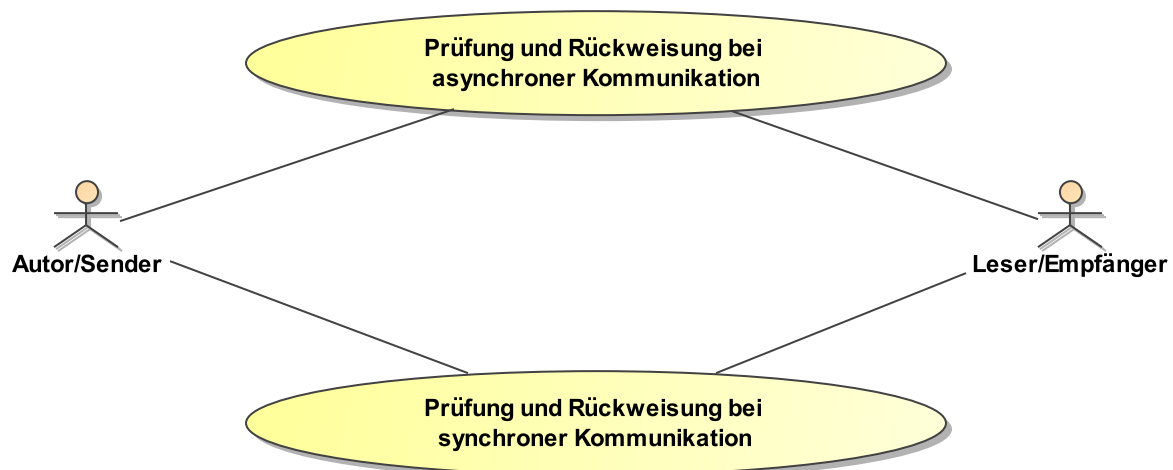 Prüfung und Rückweisung bei
asynchroner Kommunikation
Autor/Sender
Leser/Empfänger
Prüfung und Rückweisung bei
synchroner Kommunikation